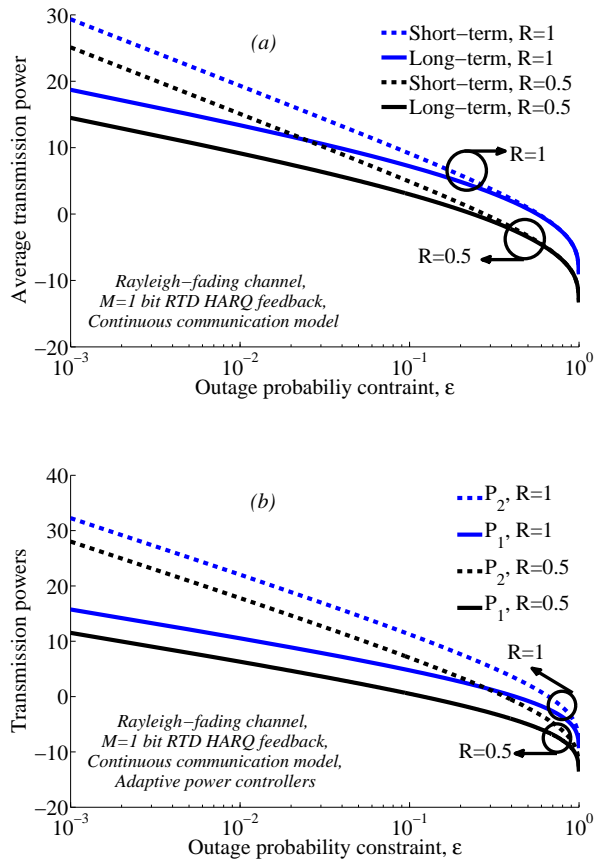 30
20
10
0
−10
−20
10−3
10−2
10−1
100
Average transmission power
(a)
Short−term, R=1
Long−term, R=1
Short−term, R=0.5
Long−term, R=0.5
R=1
R=0.5
Rayleigh−fading channel,
M=1 bit RTD HARQ feedback,
Continuous communication model
Outage probabiliy contraint, ε
40
30
20
10
0
−10
−20
10−3
10−2
10−1
100
Transmission powers
(b)
P2, R=1
P1, R=1
P2, R=0.5
P1, R=0.5
R=1
R=0.5
Rayleigh−fading channel,
M=1 bit RTD HARQ feedback,
Continuous communication model,
Adaptive power controllers
Outage probability constraint, ε